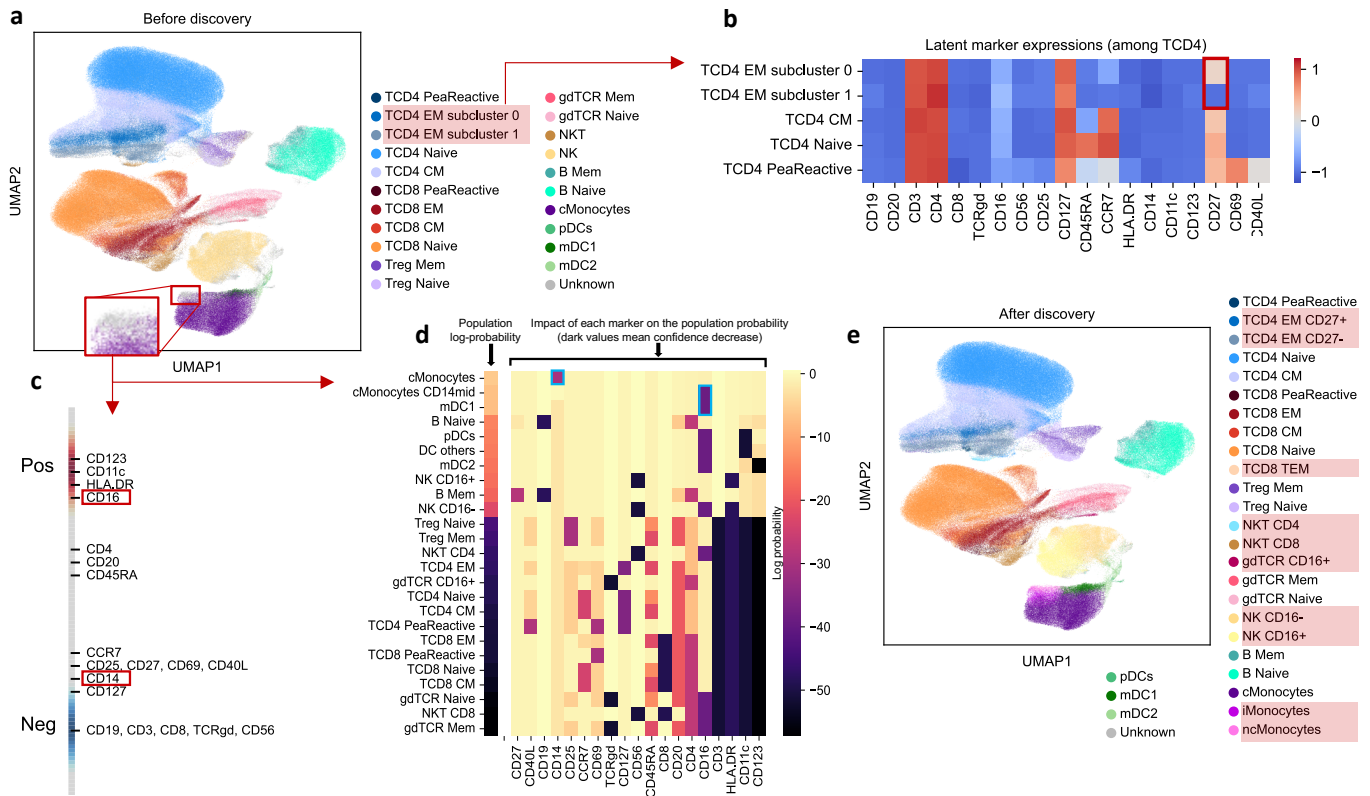 a
Before discovery
UMAP2
UMAP1
TCD4 PeaReactive
TCD4 EM subcluster 0
TCD4 EM subcluster 1
TCD4 Naive
TCD4 CM
TCD8 PeaReactive
TCD8 EM
TCD8 CM
TCD8 Naive
Treg Mem
Treg Naive
gdTCR Mem
gdTCR Naive
NKT
NK
B Mem
B Naive
cMonocytes
pDCs
mDC1
mDC2
Unknown
b
Latent marker expressions (among TCD4)
TCD4 EM subcluster 0
TCD4 EM subcluster 1
TCD4 CM
TCD4 Naive
TCD4 PeaReactive
CD19
CD20
CD3
CD4
CD8
TCRgd
CD16
CD56
CD25
CD127
CD45RA
CCR7
HLA.DR
CD14
CD11c
CD123
CD27
CD69
CD40L
1
0
−1
c
Pos
Neg
CD123
CD11c
HLA.DR
CD16
CD4
CD20
CD45RA
CCR7
CD25, CD27, CD69, CD40L
CD14
CD127
CD19, CD3, CD8, TCRgd, CD56
d
Population
log-probability
Impact of each marker on the population probability
(dark values mean confidence decrease)
cMonocytes
cMonocytes CD14mid
mDC1
B Naive
pDCs
DC others
mDC2
NK CD16+
B Mem
NK CD16-
Treg Naive
Treg Mem
NKT CD4
TCD4 EM
gdTCR CD16+
TCD4 Naive
TCD4 CM
TCD4 PeaReactive
TCD8 EM
TCD8 PeaReactive
TCD8 Naive
TCD8 CM
gdTCR Naive
NKT CD8
gdTCR Mem
CD27
CD40L
CD19
CD14
CD25
CCR7
CD69
TCRgd
CD127
CD56
CD45RA
CD8
CD20
CD4
CD16
CD3
HLA.DR
CD11c
CD123
Log probability
0
−10
−20
−30
−40
−50
e
After discovery
UMAP2
UMAP1
TCD4 PeaReactive
TCD4 EM CD27+
TCD4 EM CD27-
TCD4 Naive
TCD4 CM
TCD8 PeaReactive
TCD8 EM
TCD8 CM
TCD8 Naive
TCD8 TEM
Treg Mem
Treg Naive
NKT CD4
NKT CD8
gdTCR CD16+
gdTCR Mem
gdTCR Naive
NK CD16-
NK CD16+
B Mem
B Naive
cMonocytes
iMonocytes
ncMonocytes
pDCs
mDC1
mDC2
Unknown